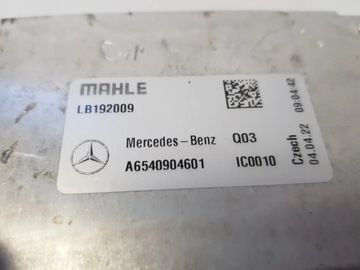 MAHLE
LB192009
Mercedes-Benz Q03
A6540904601 IC0010
Czech 09:04:42
04.04.22